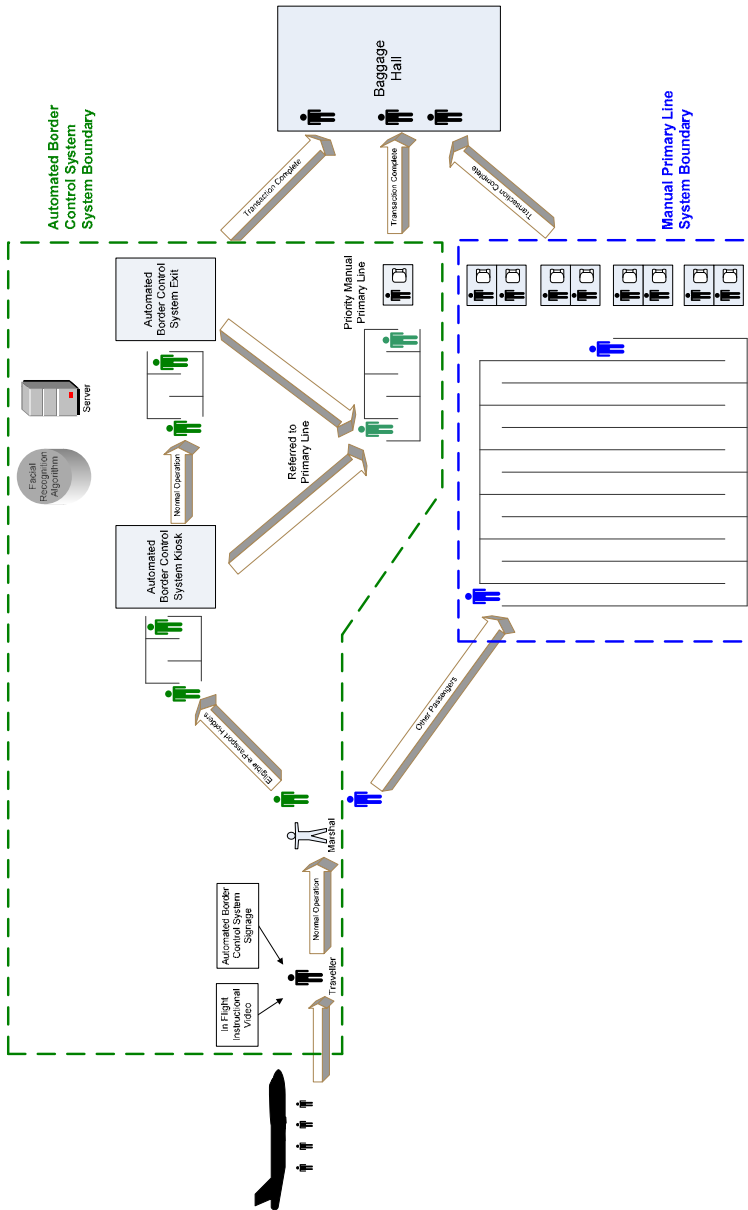 Automated Border
Control System
System Boundary
Manual Primary Line
System Boundary
In Flight
Instructional
Video
Automated Border
Control System
Signage
Traveller
Normal Operation
Marshal
Eligible e-Passport Holders
Other Passengers
Automated
Border Control
System Kiosk
Facial
Recognition
Algorithm
Server
Normal Operation
Referred to
Primary Line
Automated
Border Control
System Exit
Priority Manual
Primary Line
Transaction Complete
Transaction Complete
Transaction Complete
Baggage
Hall